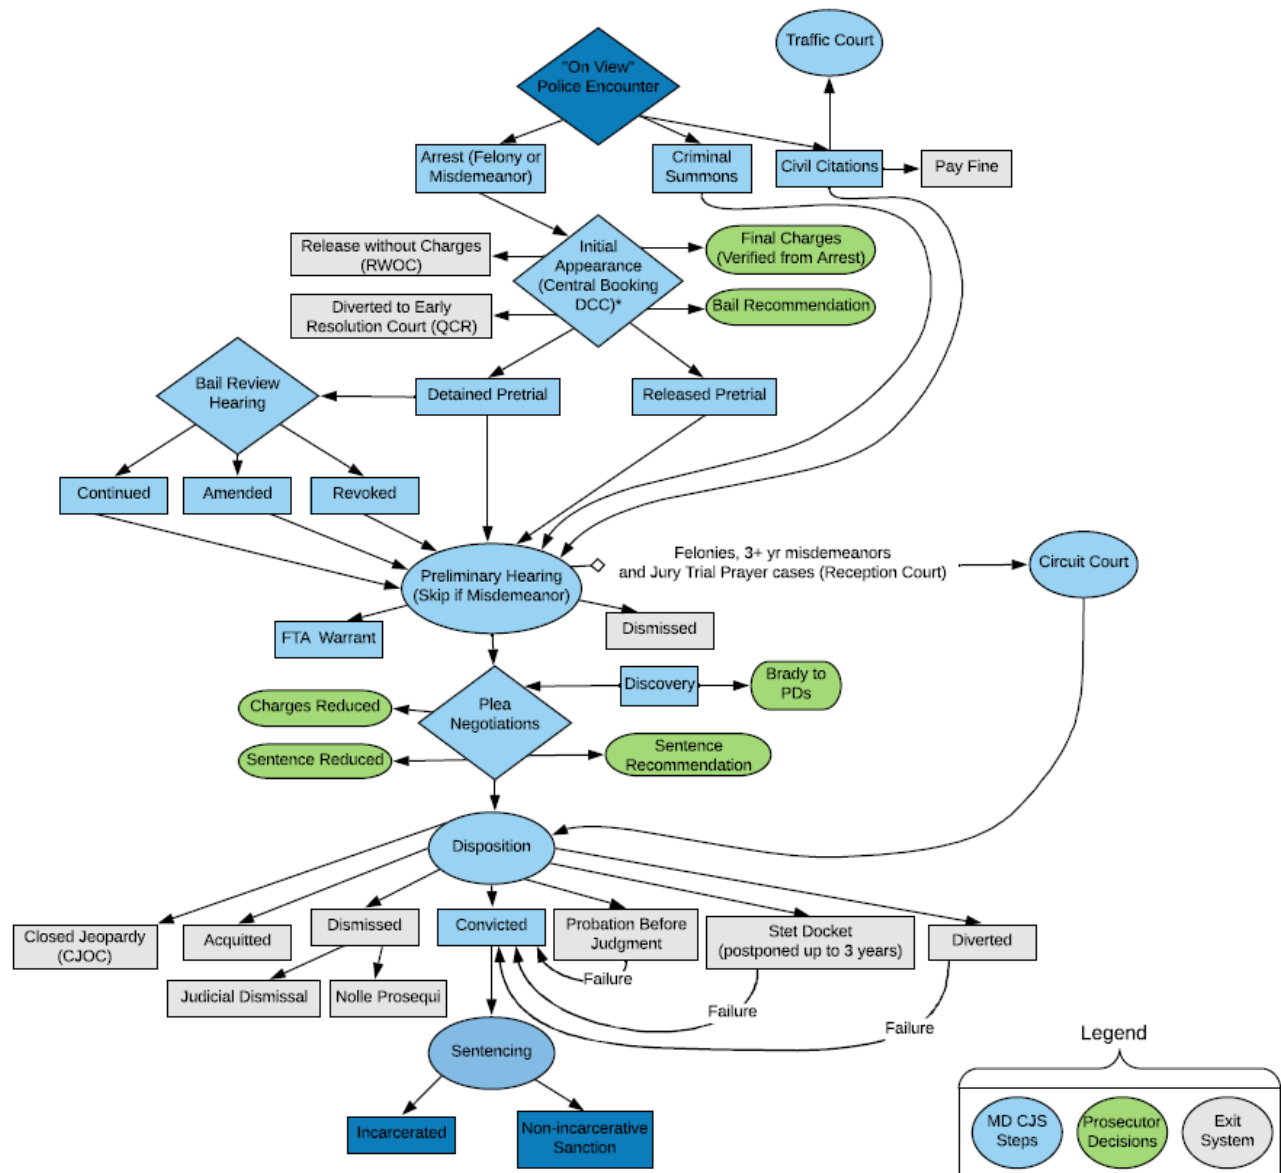 "On View"
Police Encounter
Traffic Court
Arrest (Felony or
Misdemeanor)
Criminal
Summons
Civil Citations
Pay Fine
Release without Charges
(RWOC)
Initial
Appearance
(Central Booking
DCC)*
Final Charges
(Verified from Arrest)
Diverted to Early
Resolution Court (QCR)
Bail Recommendation
Bail Review
Hearing
Detained Pretrial
Released Pretrial
Continued
Amended
Revoked
Preliminary Hearing
(Skip if Misdemeanor)
Felonies, 3+ yr misdemeanors
and Jury Trial Prayer cases (Reception Court)
Circuit Court
FTA Warrant
Dismissed
Discovery
Brady to
PDs
Charges Reduced
Plea
Negotiations
Sentence Reduced
Sentence
Recommendation
Disposition
Closed Jeopardy
(CJOC)
Acquitted
Dismissed
Convicted
Probation Before
Judgment
Stet Docket
(postponed up to 3 years)
Diverted
Judicial Dismissal
Nolle Prosequi
Failure
Failure
Failure
Sentencing
Incarcerated
Non-incarcerative
Sanction
Legend
MD CJS
Steps
Prosecutor
Decisions
Exit
System